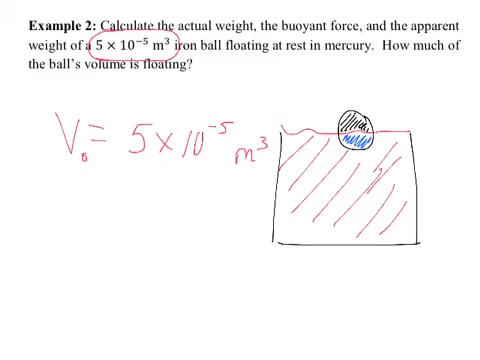 Example 2: Calculate the actual weight, the buoyant force, and the apparent
weight of a 5 × 10⁻⁵ m³ iron ball floating at rest in mercury. How much of
the ball's volume is floating?
V₀ = 5 × 10⁻⁵ m³